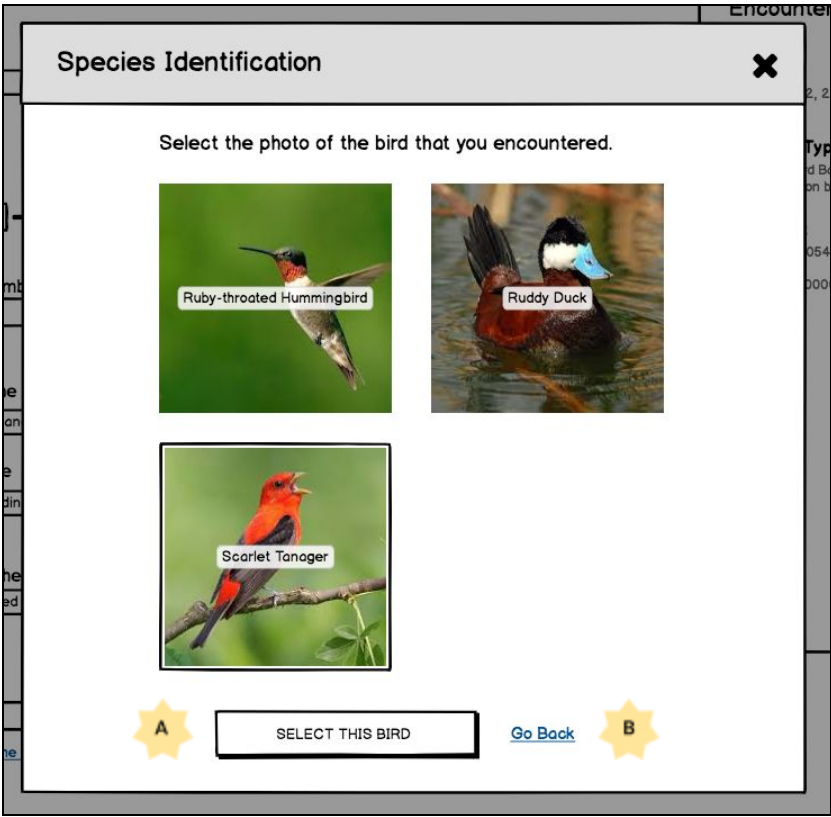 Encounter
Species Identification
Select the photo of the bird that you encountered.
Ruby-throated Hummingbird
Ruddy Duck
Scarlet Tanager
A
SELECT THIS BIRD
Go Back
B